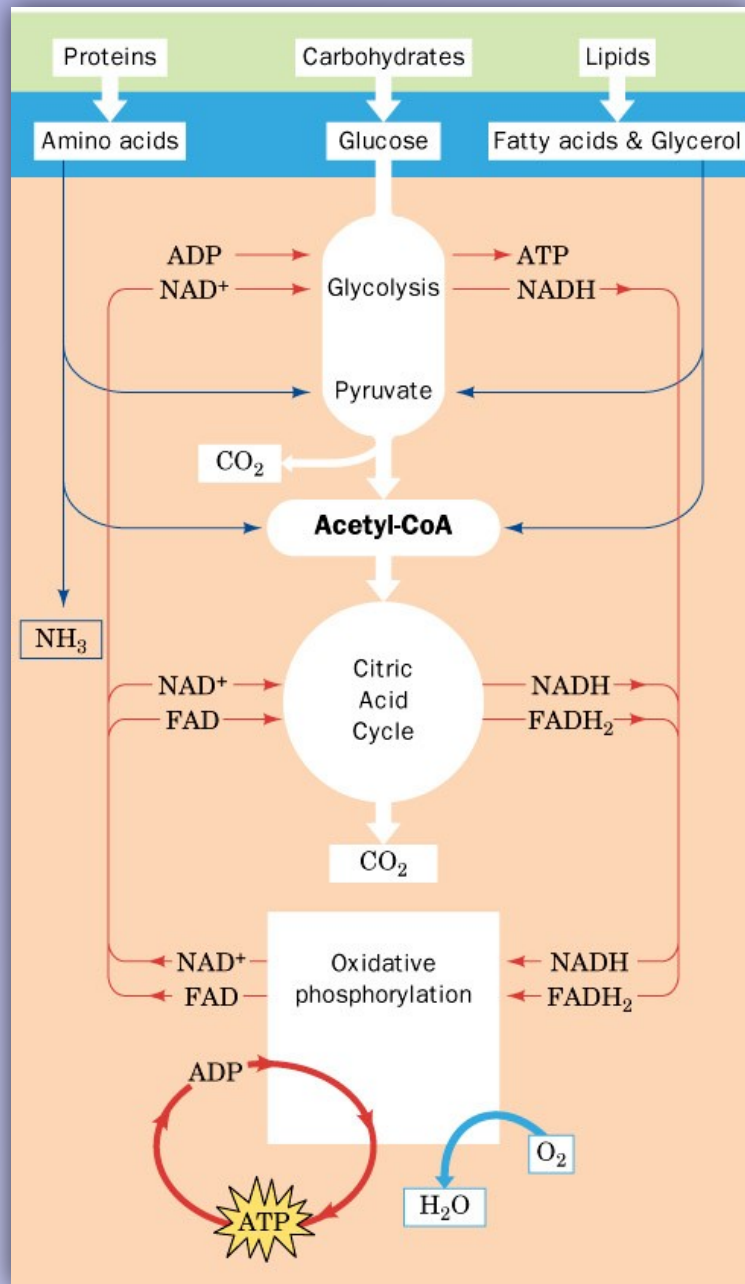 Proteins
Carbohydrates
Lipids
Amino acids
Glucose
Fatty acids & Glycerol
ADP
ATP
NAD⁺
Glycolysis
NADH
Pyruvate
CO₂
Acetyl-CoA
NH₃
NAD⁺
FAD
Citric
Acid
Cycle
NADH
FADH₂
CO₂
NAD⁺
FAD
Oxidative
phosphorylation
NADH
FADH₂
ADP
ATP
O₂
H₂O